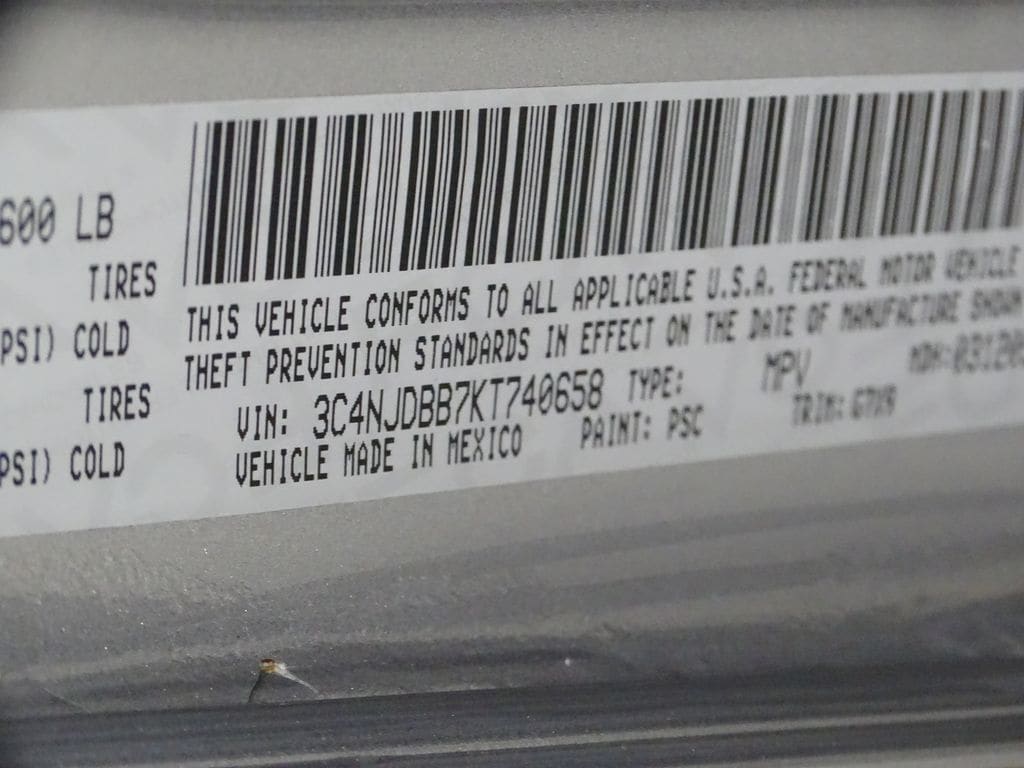 600 LB
TIRES
PSI) COLD
TIRES
PSI) COLD
THIS VEHICLE CONFORMS TO ALL APPLICABLE U.S.A. FEDERAL MOTOR VEHICLE
THEFT PREVENTION STANDARDS IN EFFECT ON THE DATE OF MANUFACTURE SHOWN
VIN: 3C4NJDBB7KT740658 TYPE: MPV
VEHICLE MADE IN MEXICO PAINT: PSC TRIM: